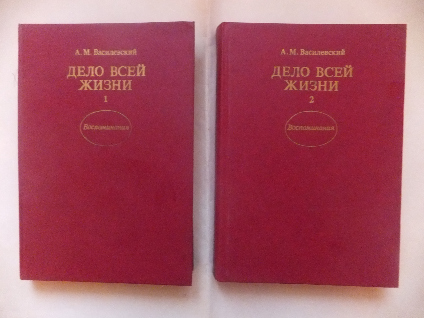 А. М. Василевский
ДЕЛО ВСЕЙ
ЖИЗНИ
1
Воспоминания
А. М. Василевский
ДЕЛО ВСЕЙ
ЖИЗНИ
2
Воспоминания